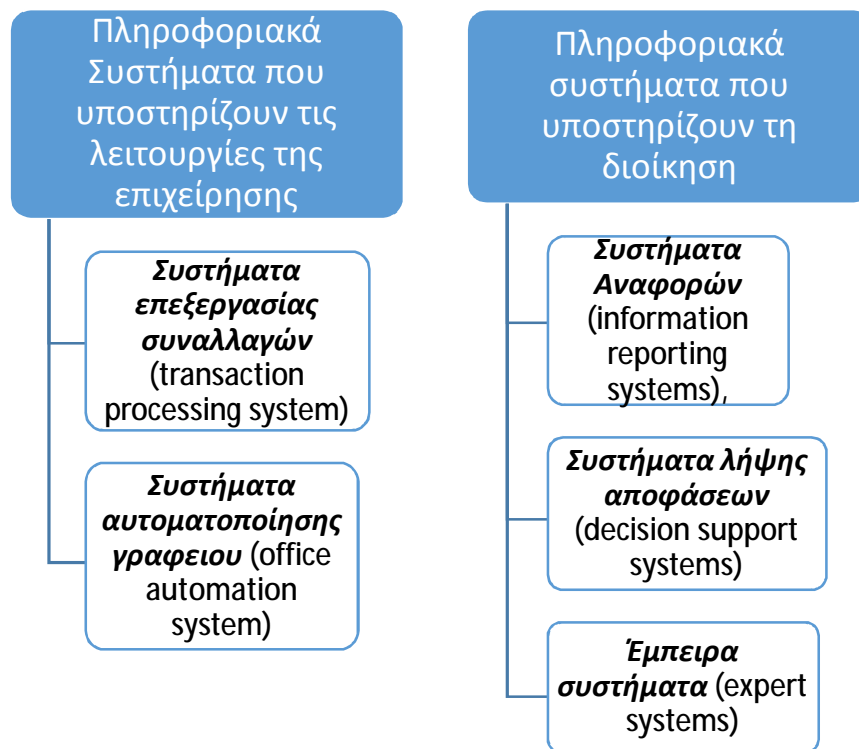 Πληροφοριακά
Συστήματα που
υποστηρίζουν τις
λειτουργίες της
επιχείρησης
Συστήματα
επεξεργασίας
συναλλαγών
(transaction
processing system)
Συστήματα
αυτοματοποίησης
γραφειου (office
automation
system)
Πληροφοριακά
συστήματα που
υποστηρίζουν τη
διοίκηση
Συστήματα
Αναφορών
(information
reporting
systems),
Συστήματα λήψης
αποφάσεων
(decision support
systems)
Έμπειρα
συστήματα (expert
systems)